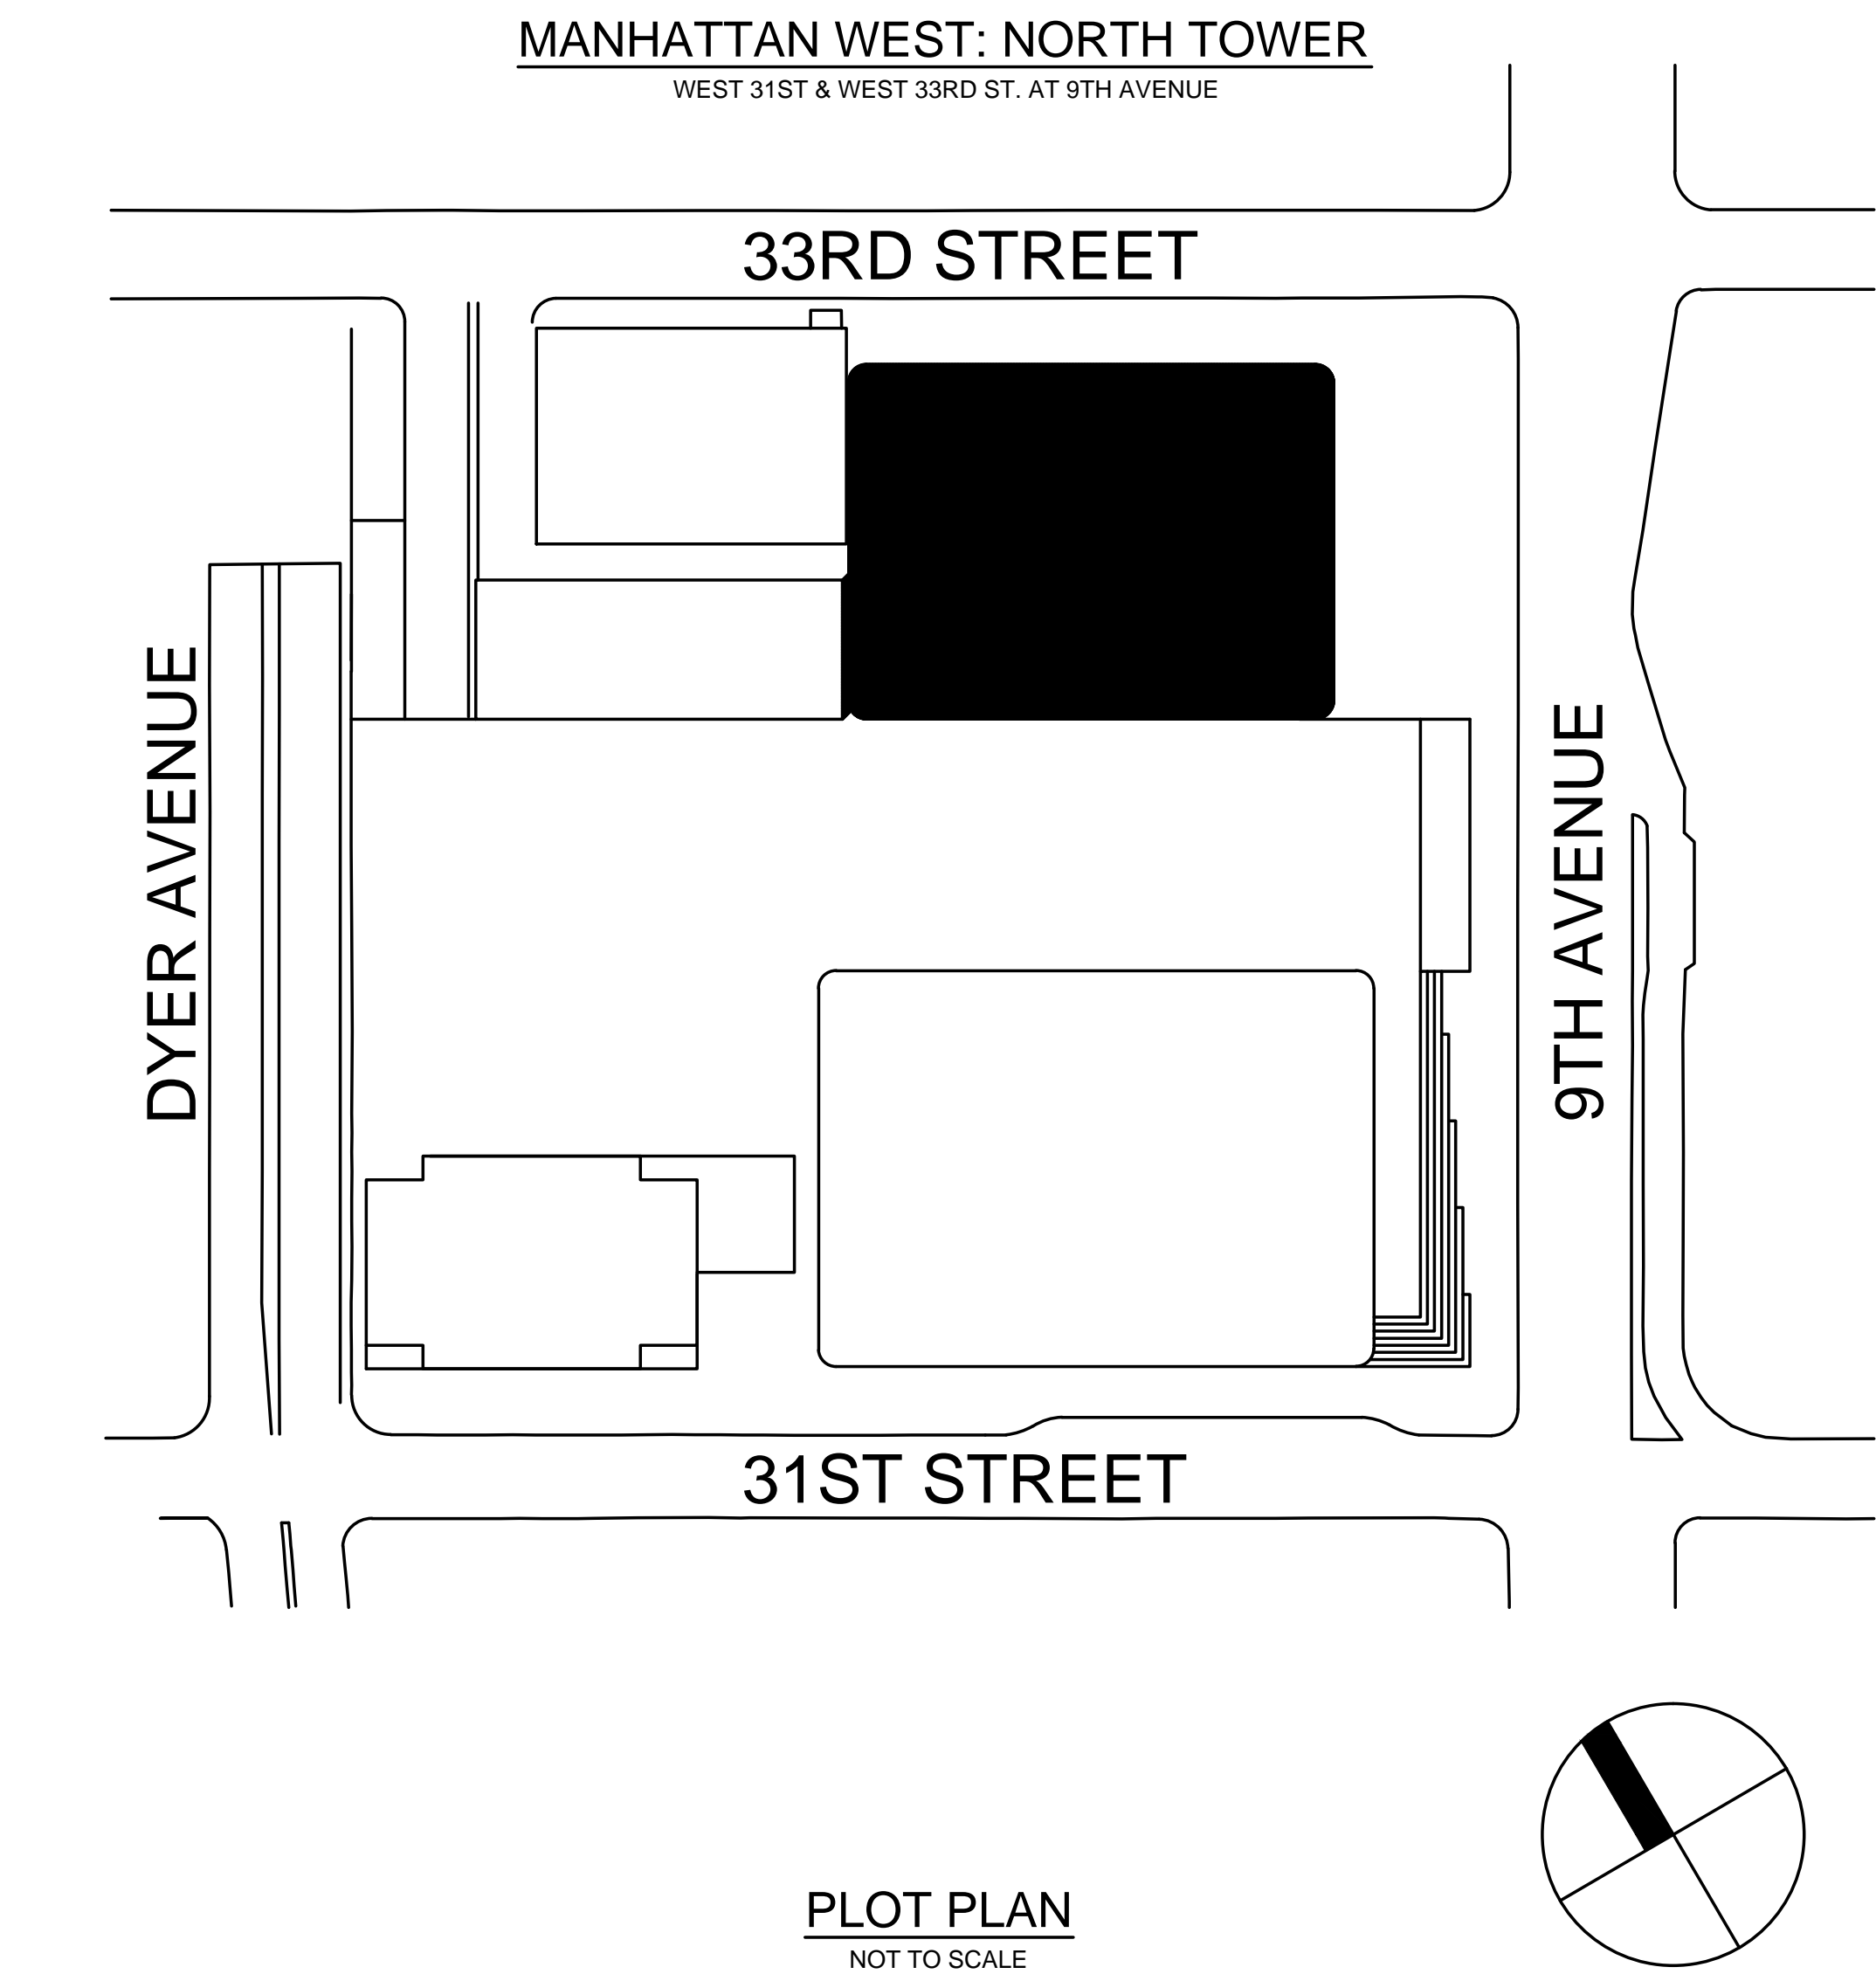 MANHATTAN WEST: NORTH TOWER
WEST 31ST & WEST 33RD ST. AT 9TH AVENUE
33RD STREET
DYER AVENUE
9TH AVENUE
31ST STREET
PLOT PLAN
NOT TO SCALE